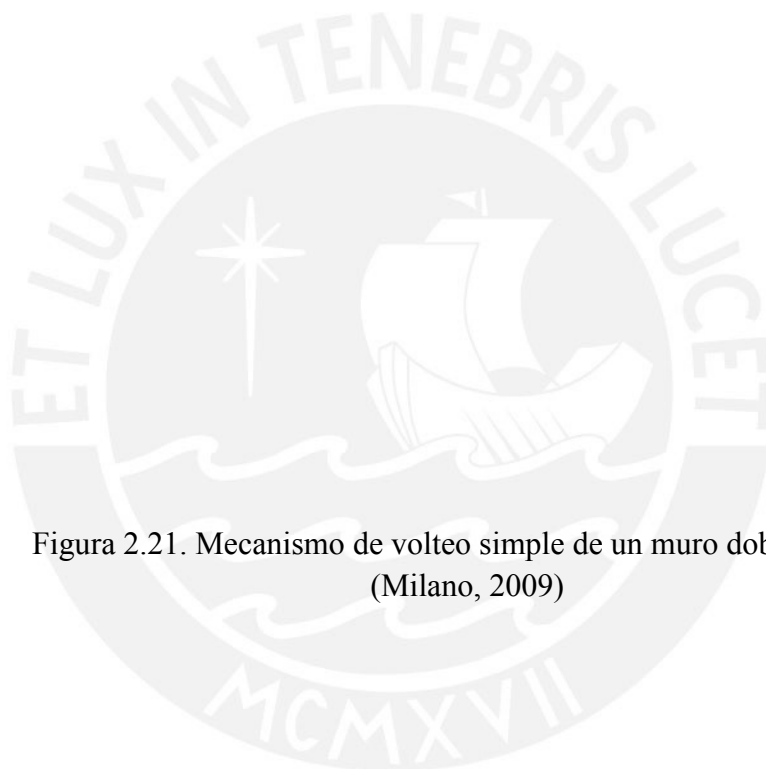 ET LUX IN TENEBRIS LUCET
Figura 2.21. Mecanismo de volteo simple de un muro dob
(Milano, 2009)
MCMXVII